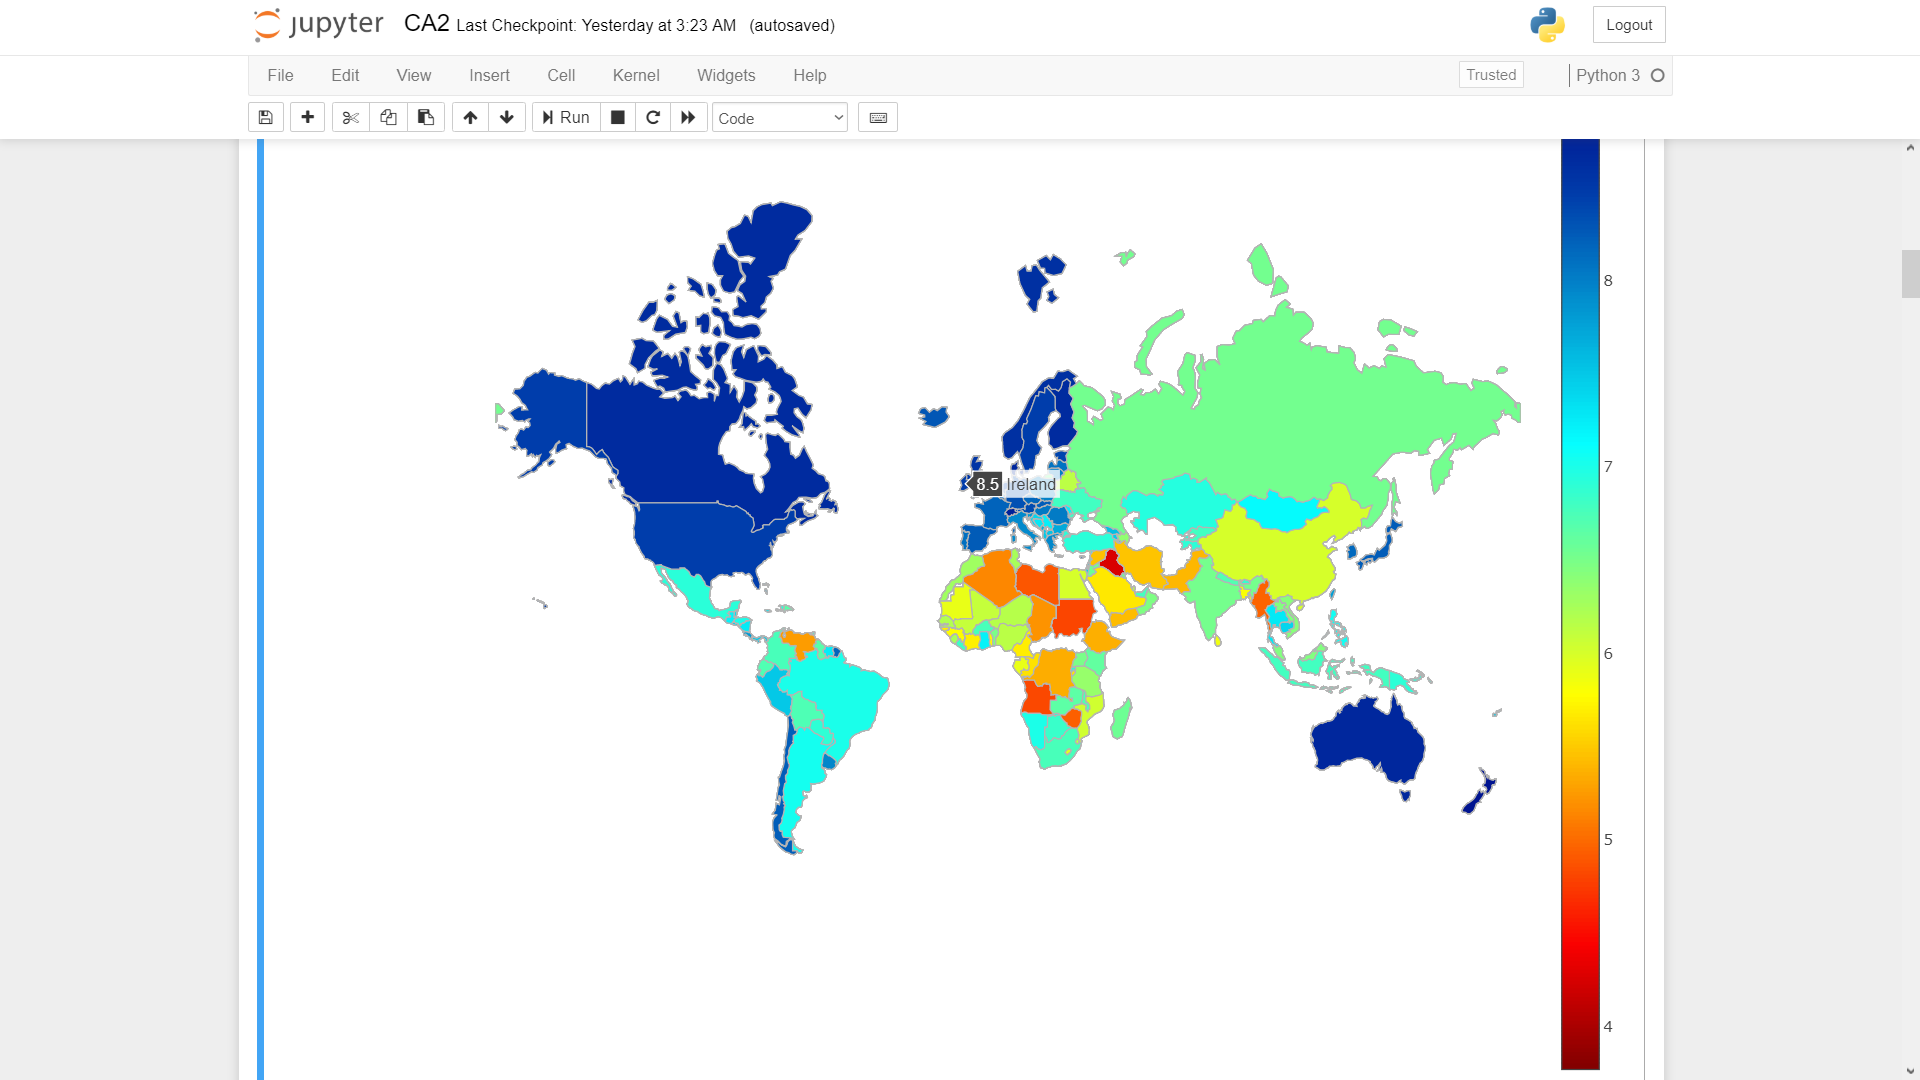 jupyter CA2 Last Checkpoint: Yesterday at 3:23 AM (autosaved)
Logout
File Edit View Insert Cell Kernel Widgets Help
Trusted
Python 3
Run
Code
8
7
8.5 Ireland
6
5
4